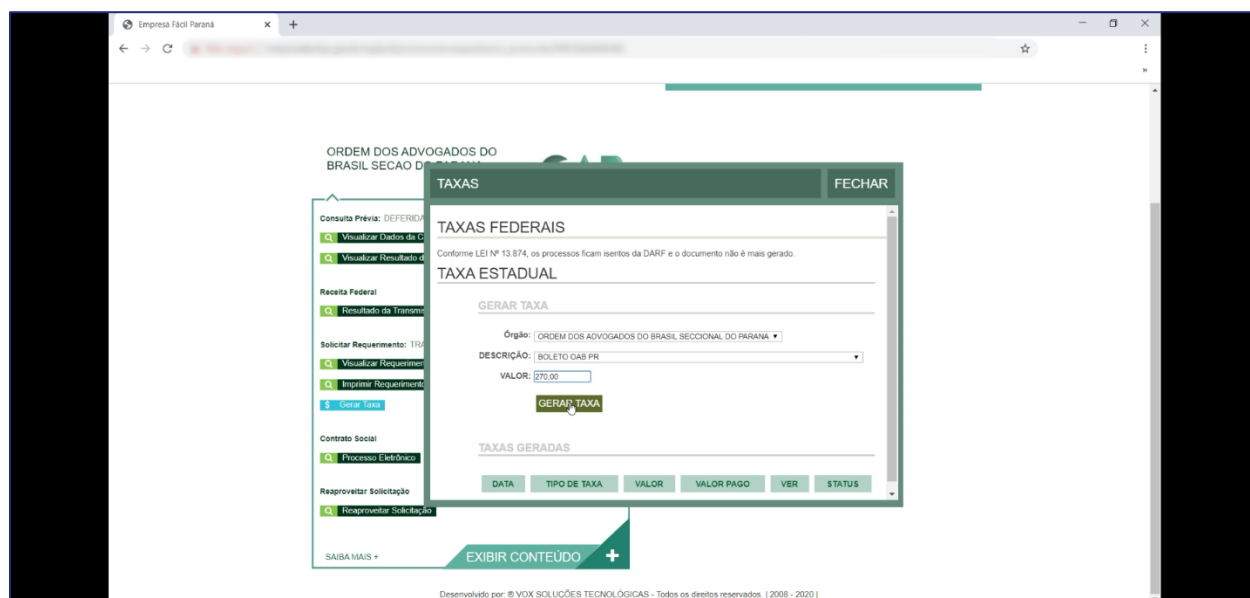 Empresa Fácil Paraná
ORDEM DOS ADVOGADOS DO
BRASIL SECAO DO
TAXAS
FECHAR
Consulta Prévia: DEFERIDA
Visualizar Dados da C
Visualizar Resultado d
Receita Federal
Resultado da Transmis
Solicitar Requerimento: TRA
Visualizar Requerimen
Imprimir Requerimento
$ Gerar Taxa
Contrato Social
Processo Eletrônico
Reaproveitar Solicitação
Reaproveitar Solicitação
SAIBA MAIS +
EXIBIR CONTEÚDO +
TAXAS FEDERAIS
Conforme LEI Nº 13.874, os processos ficam isentos da DARF e o documento não é mais gerado.
TAXA ESTADUAL
GERAR TAXA
Órgão: ORDEM DOS ADVOGADOS DO BRASIL SECCIONAL DO PARANA
DESCRIÇÃO: BOLETO OAB PR
VALOR: 270,00
GERAR TAXA
TAXAS GERADAS
DATA TIPO DE TAXA VALOR VALOR PAGO VER STATUS
Desenvolvido por: ® VOX SOLUÇÕES TECNOLÓGICAS - Todos os direitos reservados. | 2008 - 2020 |